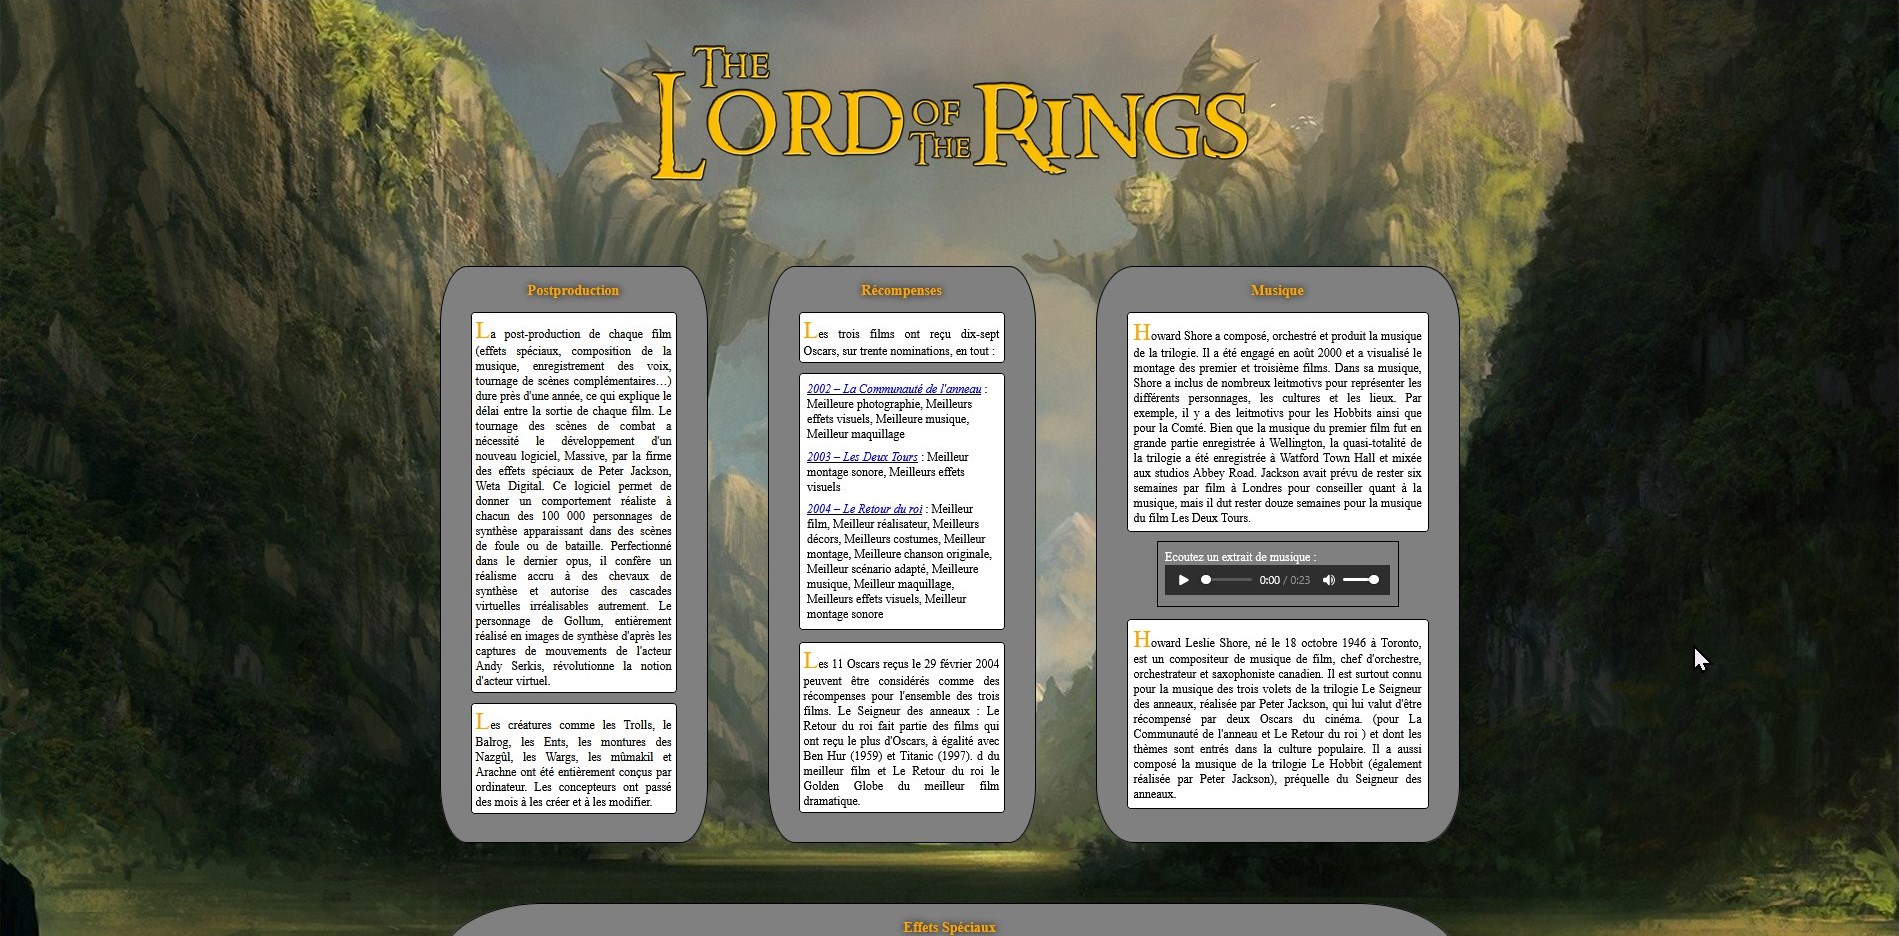 THE
LORD OF THE RINGS
Postproduction
La post-production de chaque film
(effets spéciaux, composition de la
musique, enregistrement des voix,
tournage de scènes complémentaires…)
dure près d'une année, ce qui explique le
délai entre la sortie de chaque film. Le
tournage des scènes de combat a
nécessité le développement d'un
nouveau logiciel, Massive, par la firme
des effets spéciaux de Peter Jackson,
Weta Digital. Ce logiciel permet de
donner un comportement réaliste à
chacun des 100 000 personnages de
synthèse apparaissant dans des scènes
de foule ou de bataille. Perfectionné
dans le dernier opus, il confère un
réalisme accru à des chevaux de
synthèse et autorise des cascades
virtuelles irréalisables autrement. Le
personnage de Gollum, entièrement
réalisé en images de synthèse d'après les
captures de mouvements de l'acteur
Andy Serkis, révolutionne la notion
d'acteur virtuel.
Les créatures comme les Trolls, le
Balrog, les Ents, les montures des
Nazgûl, les Wargs, les mûmakil et
Arachne ont été entièrement conçus par
ordinateur. Les concepteurs ont passé
des mois à les créer et à les modifier.
Récompenses
Les trois films ont reçu dix-sept
Oscars, sur trente nominations, en tout :
2002 – La Communauté de l'anneau :
Meilleure photographie, Meilleurs
effets visuels, Meilleure musique,
Meilleur maquillage
2003 – Les Deux Tours : Meilleur
montage sonore, Meilleurs effets
visuels
2004 – Le Retour du roi : Meilleur
film, Meilleur réalisateur, Meilleurs
décors, Meilleurs costumes, Meilleur
montage, Meilleure chanson originale,
Meilleur scénario adapté, Meilleure
musique, Meilleur maquillage,
Meilleurs effets visuels, Meilleur
montage sonore
Les 11 Oscars reçus le 29 février 2004
peuvent être considérés comme des
récompenses pour l'ensemble des trois
films. Le Seigneur des anneaux : Le
Retour du roi fait partie des films qui
ont reçu le plus d'Oscars, à égalité avec
Ben Hur (1959) et Titanic (1997). d du
meilleur film et Le Retour du roi le
Golden Globe du meilleur film
dramatique.
Musique
Howard Shore a composé, orchestré et produit la musique
de la trilogie. Il a été engagé en août 2000 et a visualisé le
montage des premier et troisième films. Dans sa musique,
Shore a inclus de nombreux leitmotivs pour représenter les
différents personnages, les cultures et les lieux. Par
exemple, il y a des leitmotivs pour les Hobbits ainsi que
pour la Comté. Bien que la musique du premier film fut en
grande partie enregistrée à Wellington, la quasi-totalité de
la trilogie a été enregistrée à Watford Town Hall et mixée
aux studios Abbey Road. Jackson avait prévu de rester six
semaines par film à Londres pour conseiller quant à la
musique, mais il dut rester douze semaines pour la musique
du film Les Deux Tours.
Ecoutez un extrait de musique :
0:00 / 0:23
Howard Leslie Shore, né le 18 octobre 1946 à Toronto,
est un compositeur de musique de film, chef d'orchestre,
orchestrateur et saxophoniste canadien. Il est surtout connu
pour la musique des trois volets de la trilogie Le Seigneur
des anneaux, réalisée par Peter Jackson, qui lui valut d'être
récompensé par deux Oscars du cinéma. (pour La
Communauté de l'anneau et Le Retour du roi ) et dont les
thèmes sont entrés dans la culture populaire. Il a aussi
composé la musique de la trilogie Le Hobbit (également
réalisée par Peter Jackson), préquelle du Seigneur des
anneaux.
Effets Spéciaux